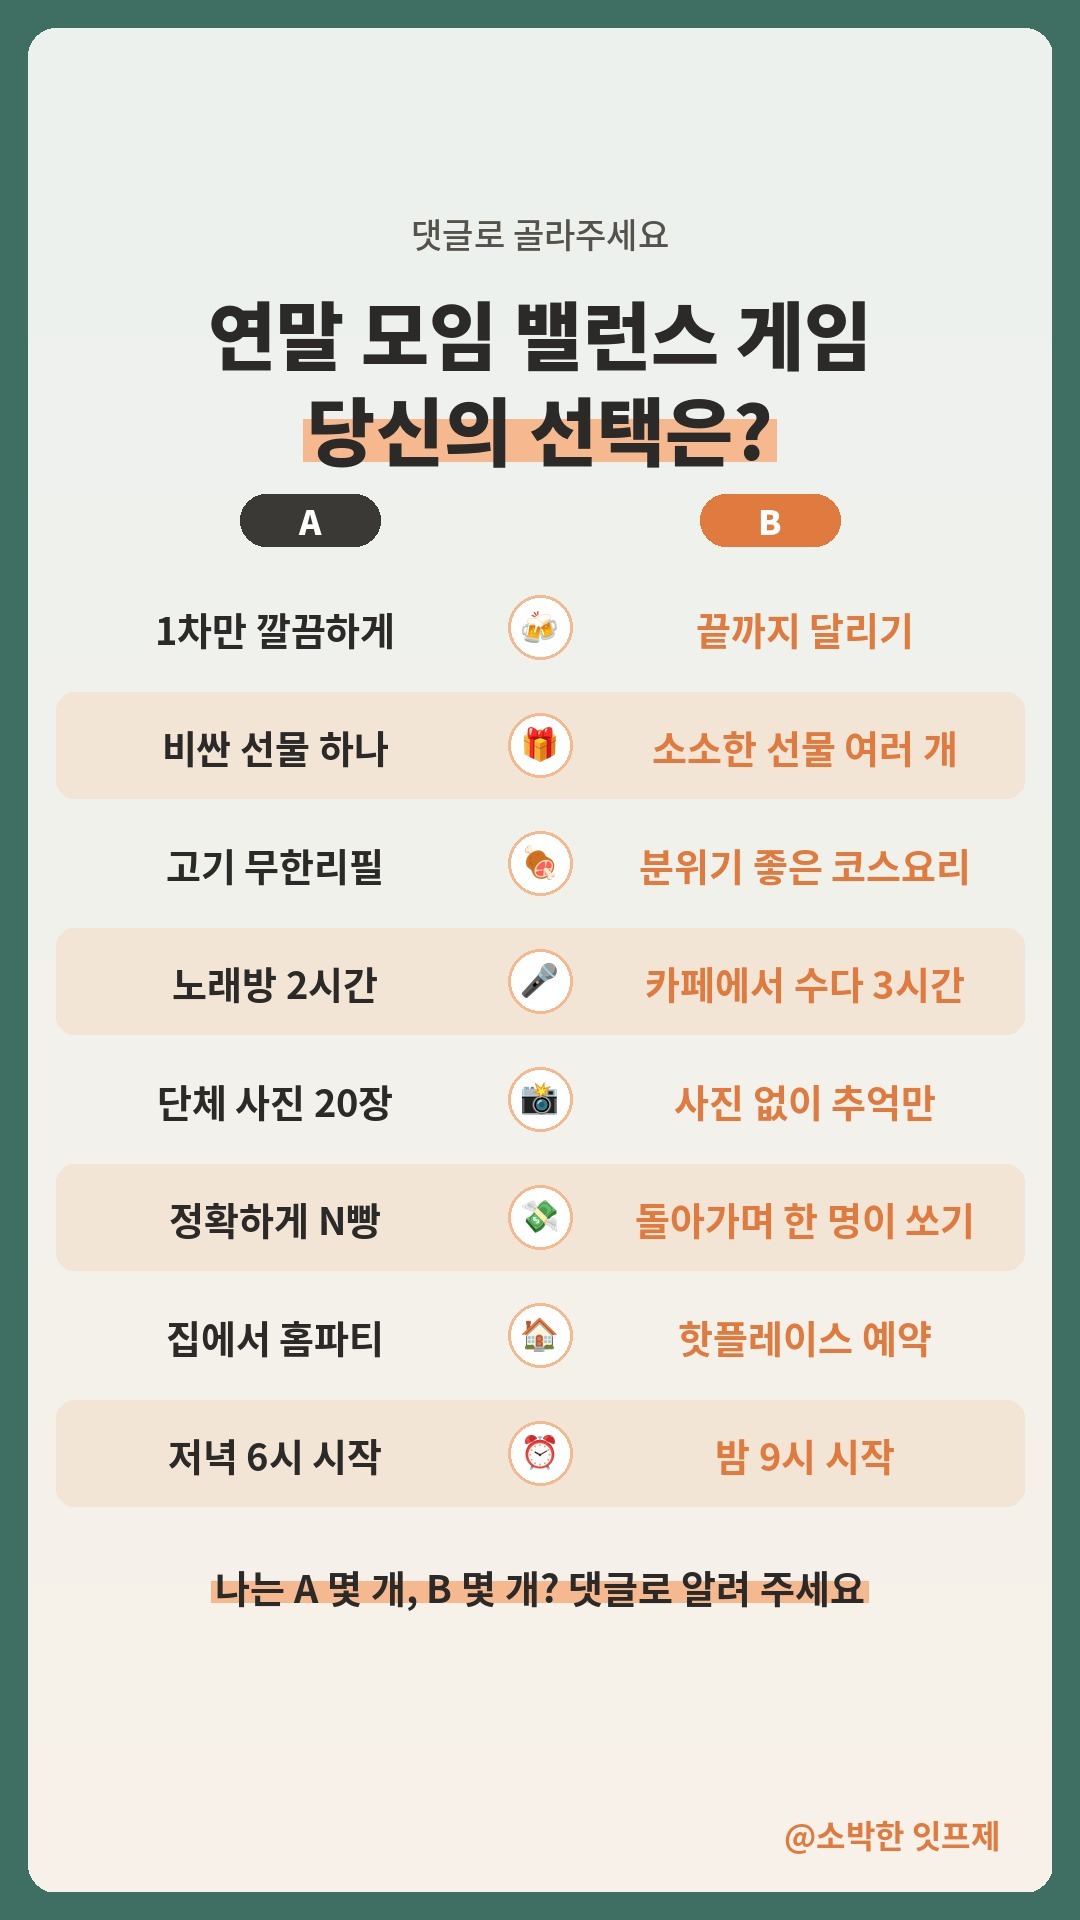 댓글로 골라주세요
연말 모임 밸런스 게임
당신의 선택은?
A B
1차만 깔끔하게 끝까지 달리기
비싼 선물 하나 소소한 선물 여러 개
고기 무한리필 분위기 좋은 코스요리
노래방 2시간 카페에서 수다 3시간
단체 사진 20장 사진 없이 추억만
정확하게 N빵 돌아가며 한 명이 쏘기
집에서 홈파티 핫플레이스 예약
저녁 6시 시작 밤 9시 시작
나는 A 몇 개, B 몇 개? 댓글로 알려 주세요
@소박한 잇프제